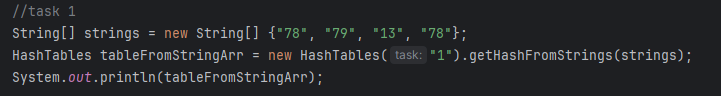 //task 1
String[] strings = new String[] {"78", "79", "13", "78"};
HashTables tableFromStringArr = new HashTables( task: "1").getHashFromStrings(strings);
System.out.println(tableFromStringArr);